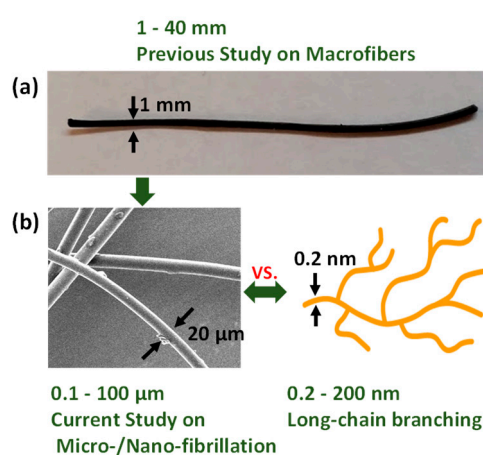 1 - 40 mm
Previous Study on Macrofibers
(a)
1 mm
(b)
20 µm
vs.
0.2 nm
0.1 - 100 µm
Current Study on
Micro-/Nano-fibrillation
0.2 - 200 nm
Long-chain branching